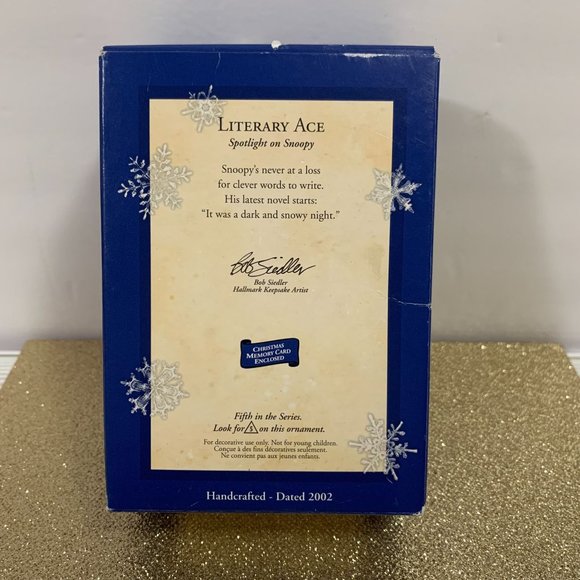 LITERARY ACE
Spotlight on Snoopy
Snoopy's never at a loss
for clever words to write.
His latest novel starts:
"It was a dark and snowy night."
Bob Siedler
Bob Siedler
Hallmark Keepsake Artist
CHRISTMAS
MEMORY CARD
ENCLOSED
Fifth in the Series.
Look for 5 on this ornament.
For decorative use only. Not for young children.
Conçue à des fins décoratives seulement.
Ne convient pas aux jeunes enfants.
Handcrafted - Dated 2002